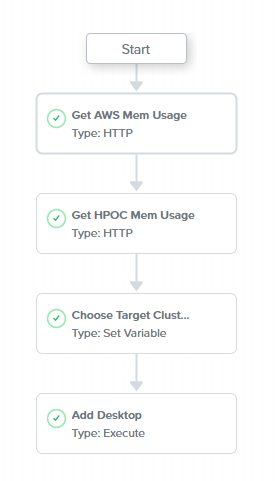 Start
Get AWS Mem Usage
Type: HTTP
Get HPOC Mem Usage
Type: HTTP
Choose Target Clust...
Type: Set Variable
Add Desktop
Type: Execute